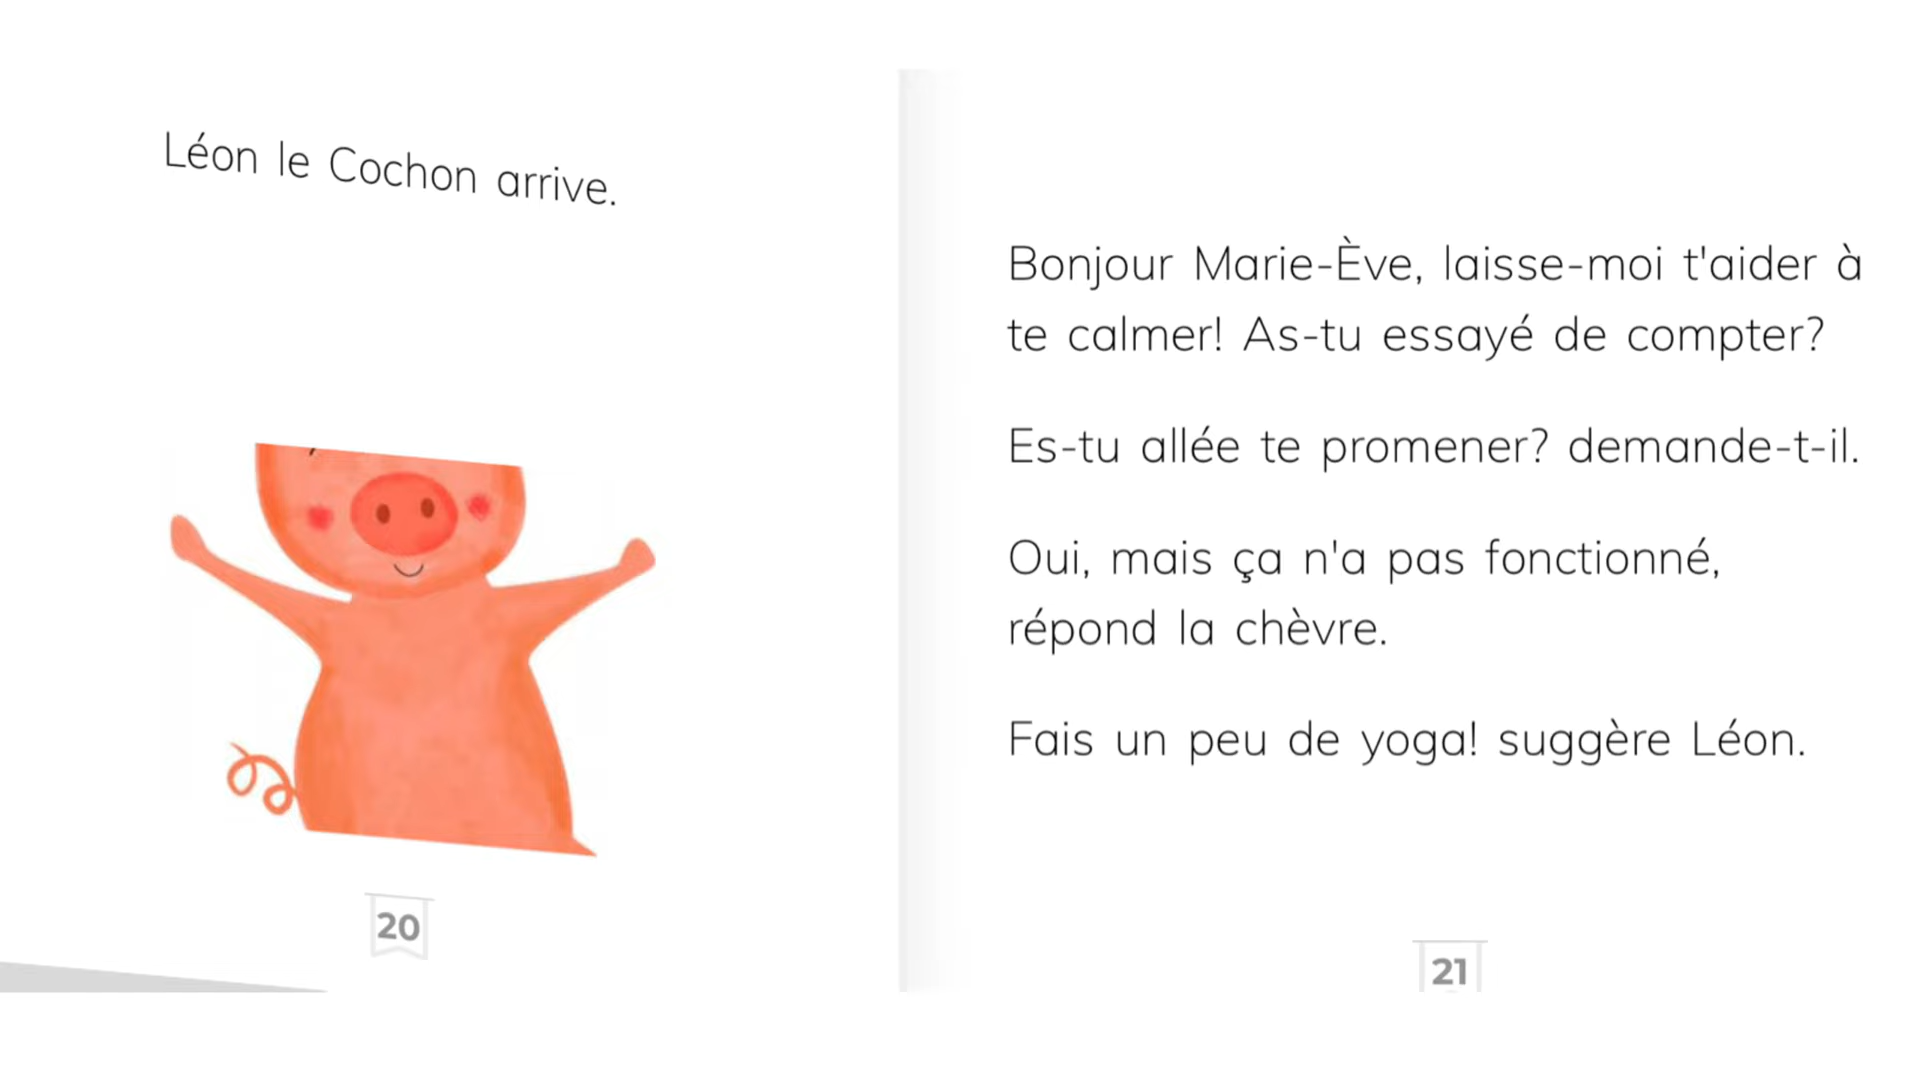 Léon le Cochon arrive.
20
Bonjour Marie-Ève, laisse-moi t'aider à
te calmer! As-tu essayé de compter?
Es-tu allée te promener? demande-t-il.
Oui, mais ça n'a pas fonctionné,
répond la chèvre.
Fais un peu de yoga! suggère Léon.
21